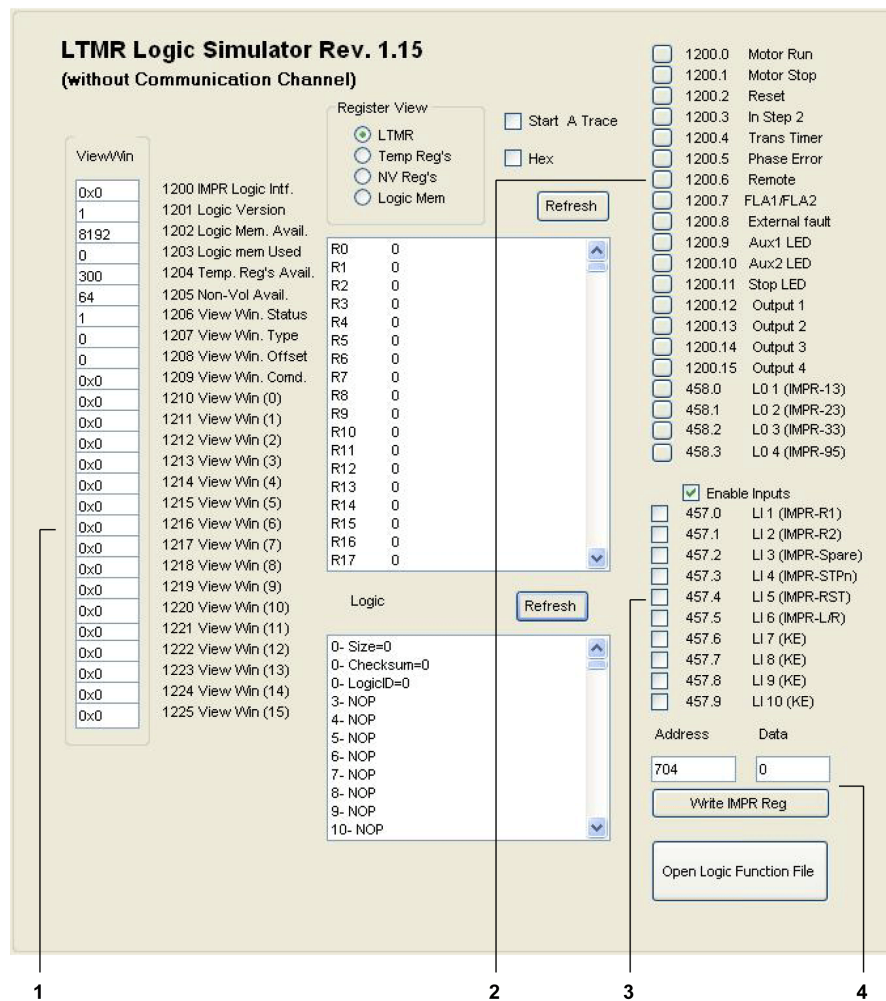 LTMR Logic Simulator Rev. 1.15
(without Communication Channel)
View/Win
0x0 1200 IMPR Logic Intf.
1 1201 Logic Version
8192 1202 Logic Mem. Avail.
0 1203 Logic mem Used
300 1204 Temp. Reg's Avail.
64 1205 Non-Vol Avail.
1 1206 View Win. Status
0 1207 View Win. Type
0 1208 View Win. Offset
0x0 1209 View Win. Comd.
0x0 1210 View Win (0)
0x0 1211 View Win (1)
0x0 1212 View Win (2)
0x0 1213 View Win (3)
0x0 1214 View Win (4)
0x0 1215 View Win (5)
0x0 1216 View Win (6)
0x0 1217 View Win (7)
0x0 1218 View Win (8)
0x0 1219 View Win (9)
0x0 1220 View Win (10)
0x0 1221 View Win (11)
0x0 1222 View Win (12)
0x0 1223 View Win (13)
0x0 1224 View Win (14)
0x0 1225 View Win (15)
Register View
LTMR
Temp Reg's
NV Reg's
Logic Mem
Start A Trace
Hex
Refresh
R0 0
R1 0
R2 0
R3 0
R4 0
R5 0
R6 0
R7 0
R8 0
R9 0
R10 0
R11 0
R12 0
R13 0
R14 0
R15 0
R16 0
R17 0
Logic
Refresh
0- Size=0
0- Checksum=0
0- LogicID=0
3- NOP
4- NOP
5- NOP
6- NOP
7- NOP
8- NOP
9- NOP
10- NOP
1200.0 Motor Run
1200.1 Motor Stop
1200.2 Reset
1200.3 In Step 2
1200.4 Trans Timer
1200.5 Phase Error
1200.6 Remote
1200.7 FLA1/FLA2
1200.8 External fault
1200.9 Aux1 LED
1200.10 Aux2 LED
1200.11 Stop LED
1200.12 Output 1
1200.13 Output 2
1200.14 Output 3
1200.15 Output 4
458.0 L0 1 (IMPR-13)
458.1 L0 2 (IMPR-23)
458.2 L0 3 (IMPR-33)
458.3 L0 4 (IMPR-95)
Enable Inputs
457.0 LI 1 (IMPR-R1)
457.1 LI 2 (IMPR-R2)
457.2 LI 3 (IMPR-Spare)
457.3 LI 4 (IMPR-STPn)
457.4 LI 5 (IMPR-RST)
457.5 LI 6 (IMPR-L/R)
457.6 LI 7 (KE)
457.7 LI 8 (KE)
457.8 LI 9 (KE)
457.9 LI 10 (KE)
Address Data
704 0
Write IMPR Reg
Open Logic Function File
1 2 3 4